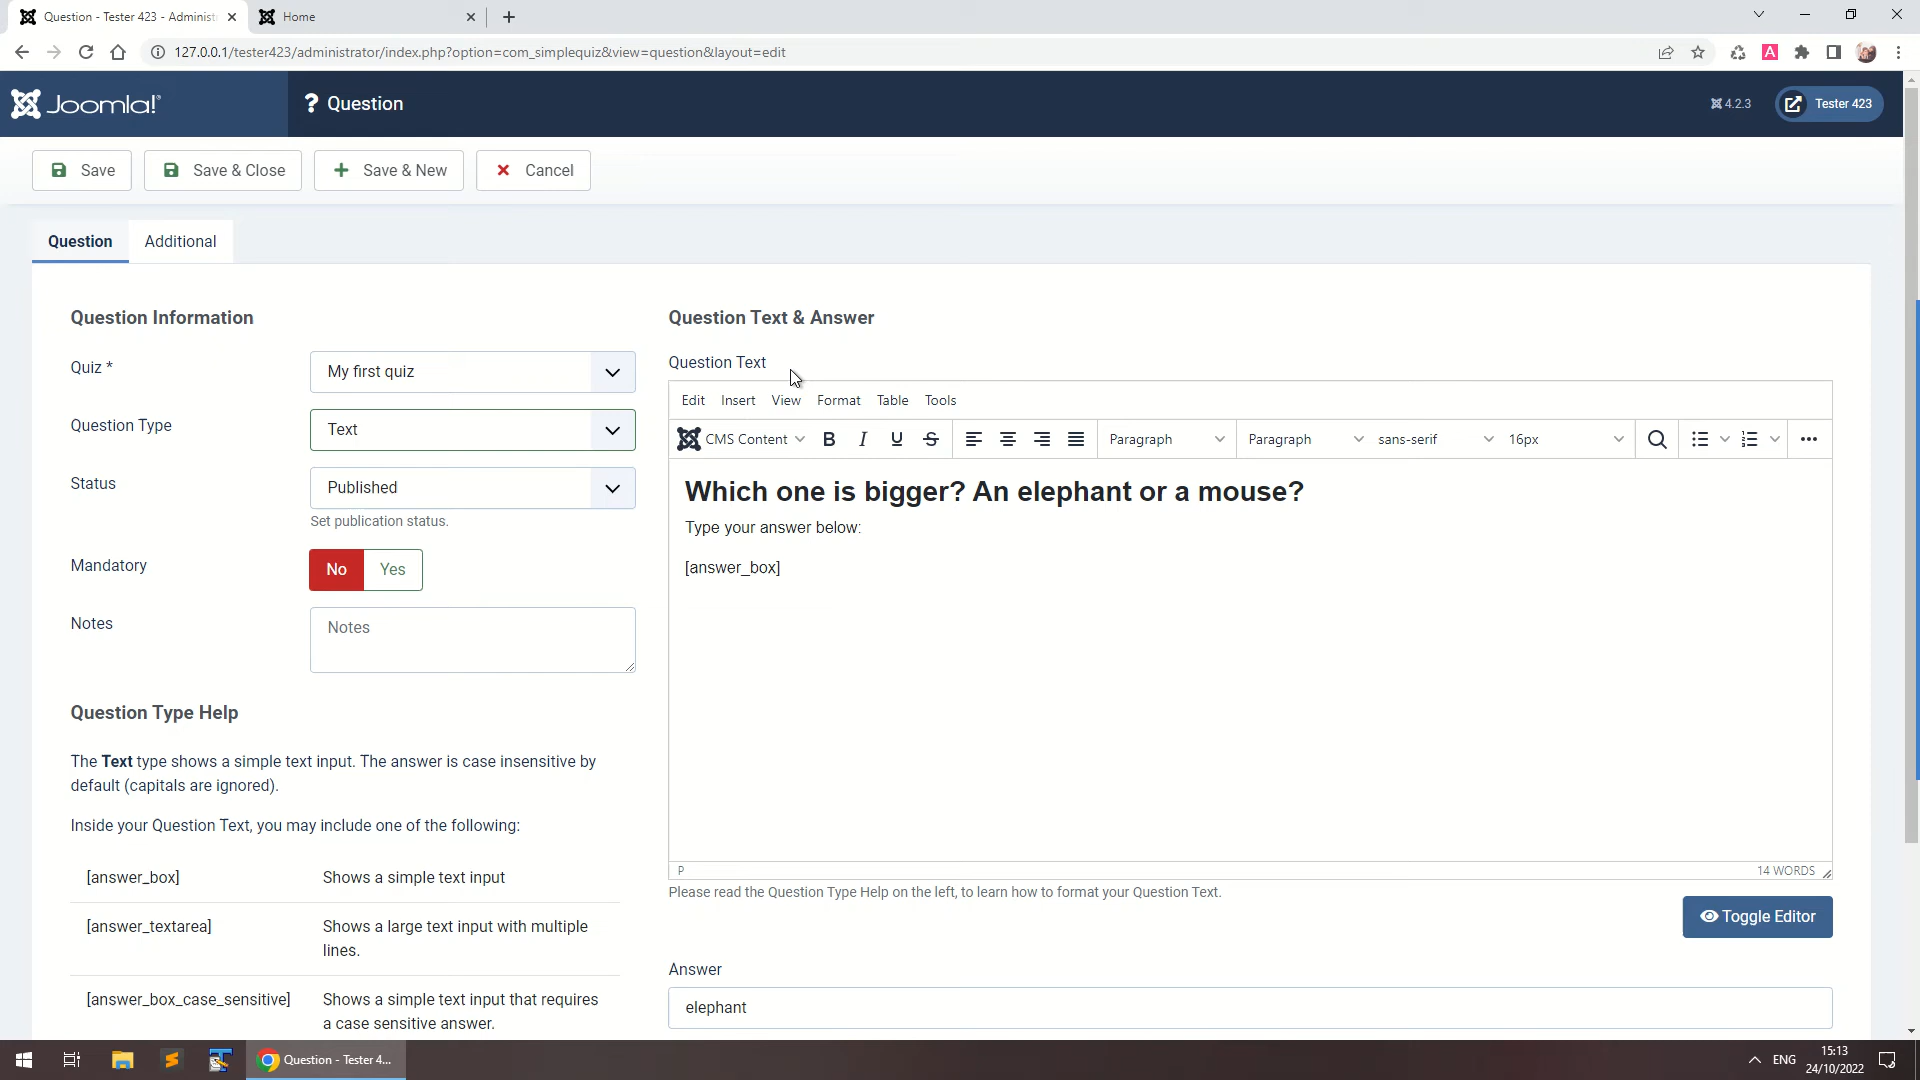 Question - Tester 423 - Administ
Home
127.0.0.1/tester423/administrator/index.php?option=com_simplequiz&view=question&layout=edit
Joomla!
? Question
4.2.3
Tester 423
Save
Save & Close
Save & New
Cancel
Question
Additional
Question Information
Quiz *
My first quiz
Question Type
Text
Status
Published
Set publication status.
Mandatory
No
Yes
Notes
Notes
Question Type Help
The Text type shows a simple text input. The answer is case insensitive by
default (capitals are ignored).
Inside your Question Text, you may include one of the following:
[answer_box]
Shows a simple text input
[answer_textarea]
Shows a large text input with multiple
lines.
[answer_box_case_sensitive]
Shows a simple text input that requires
a case sensitive answer.
Question Text & Answer
Question Text
Edit Insert View Format Table Tools
CMS Content B I U S Paragraph Paragraph sans-serif 16px
Which one is bigger? An elephant or a mouse?
Type your answer below:
[answer_box]
P
14 WORDS
Please read the Question Type Help on the left, to learn how to format your Question Text.
Toggle Editor
Answer
elephant
Question - Tester 4...
ENG
15:13
24/10/2022